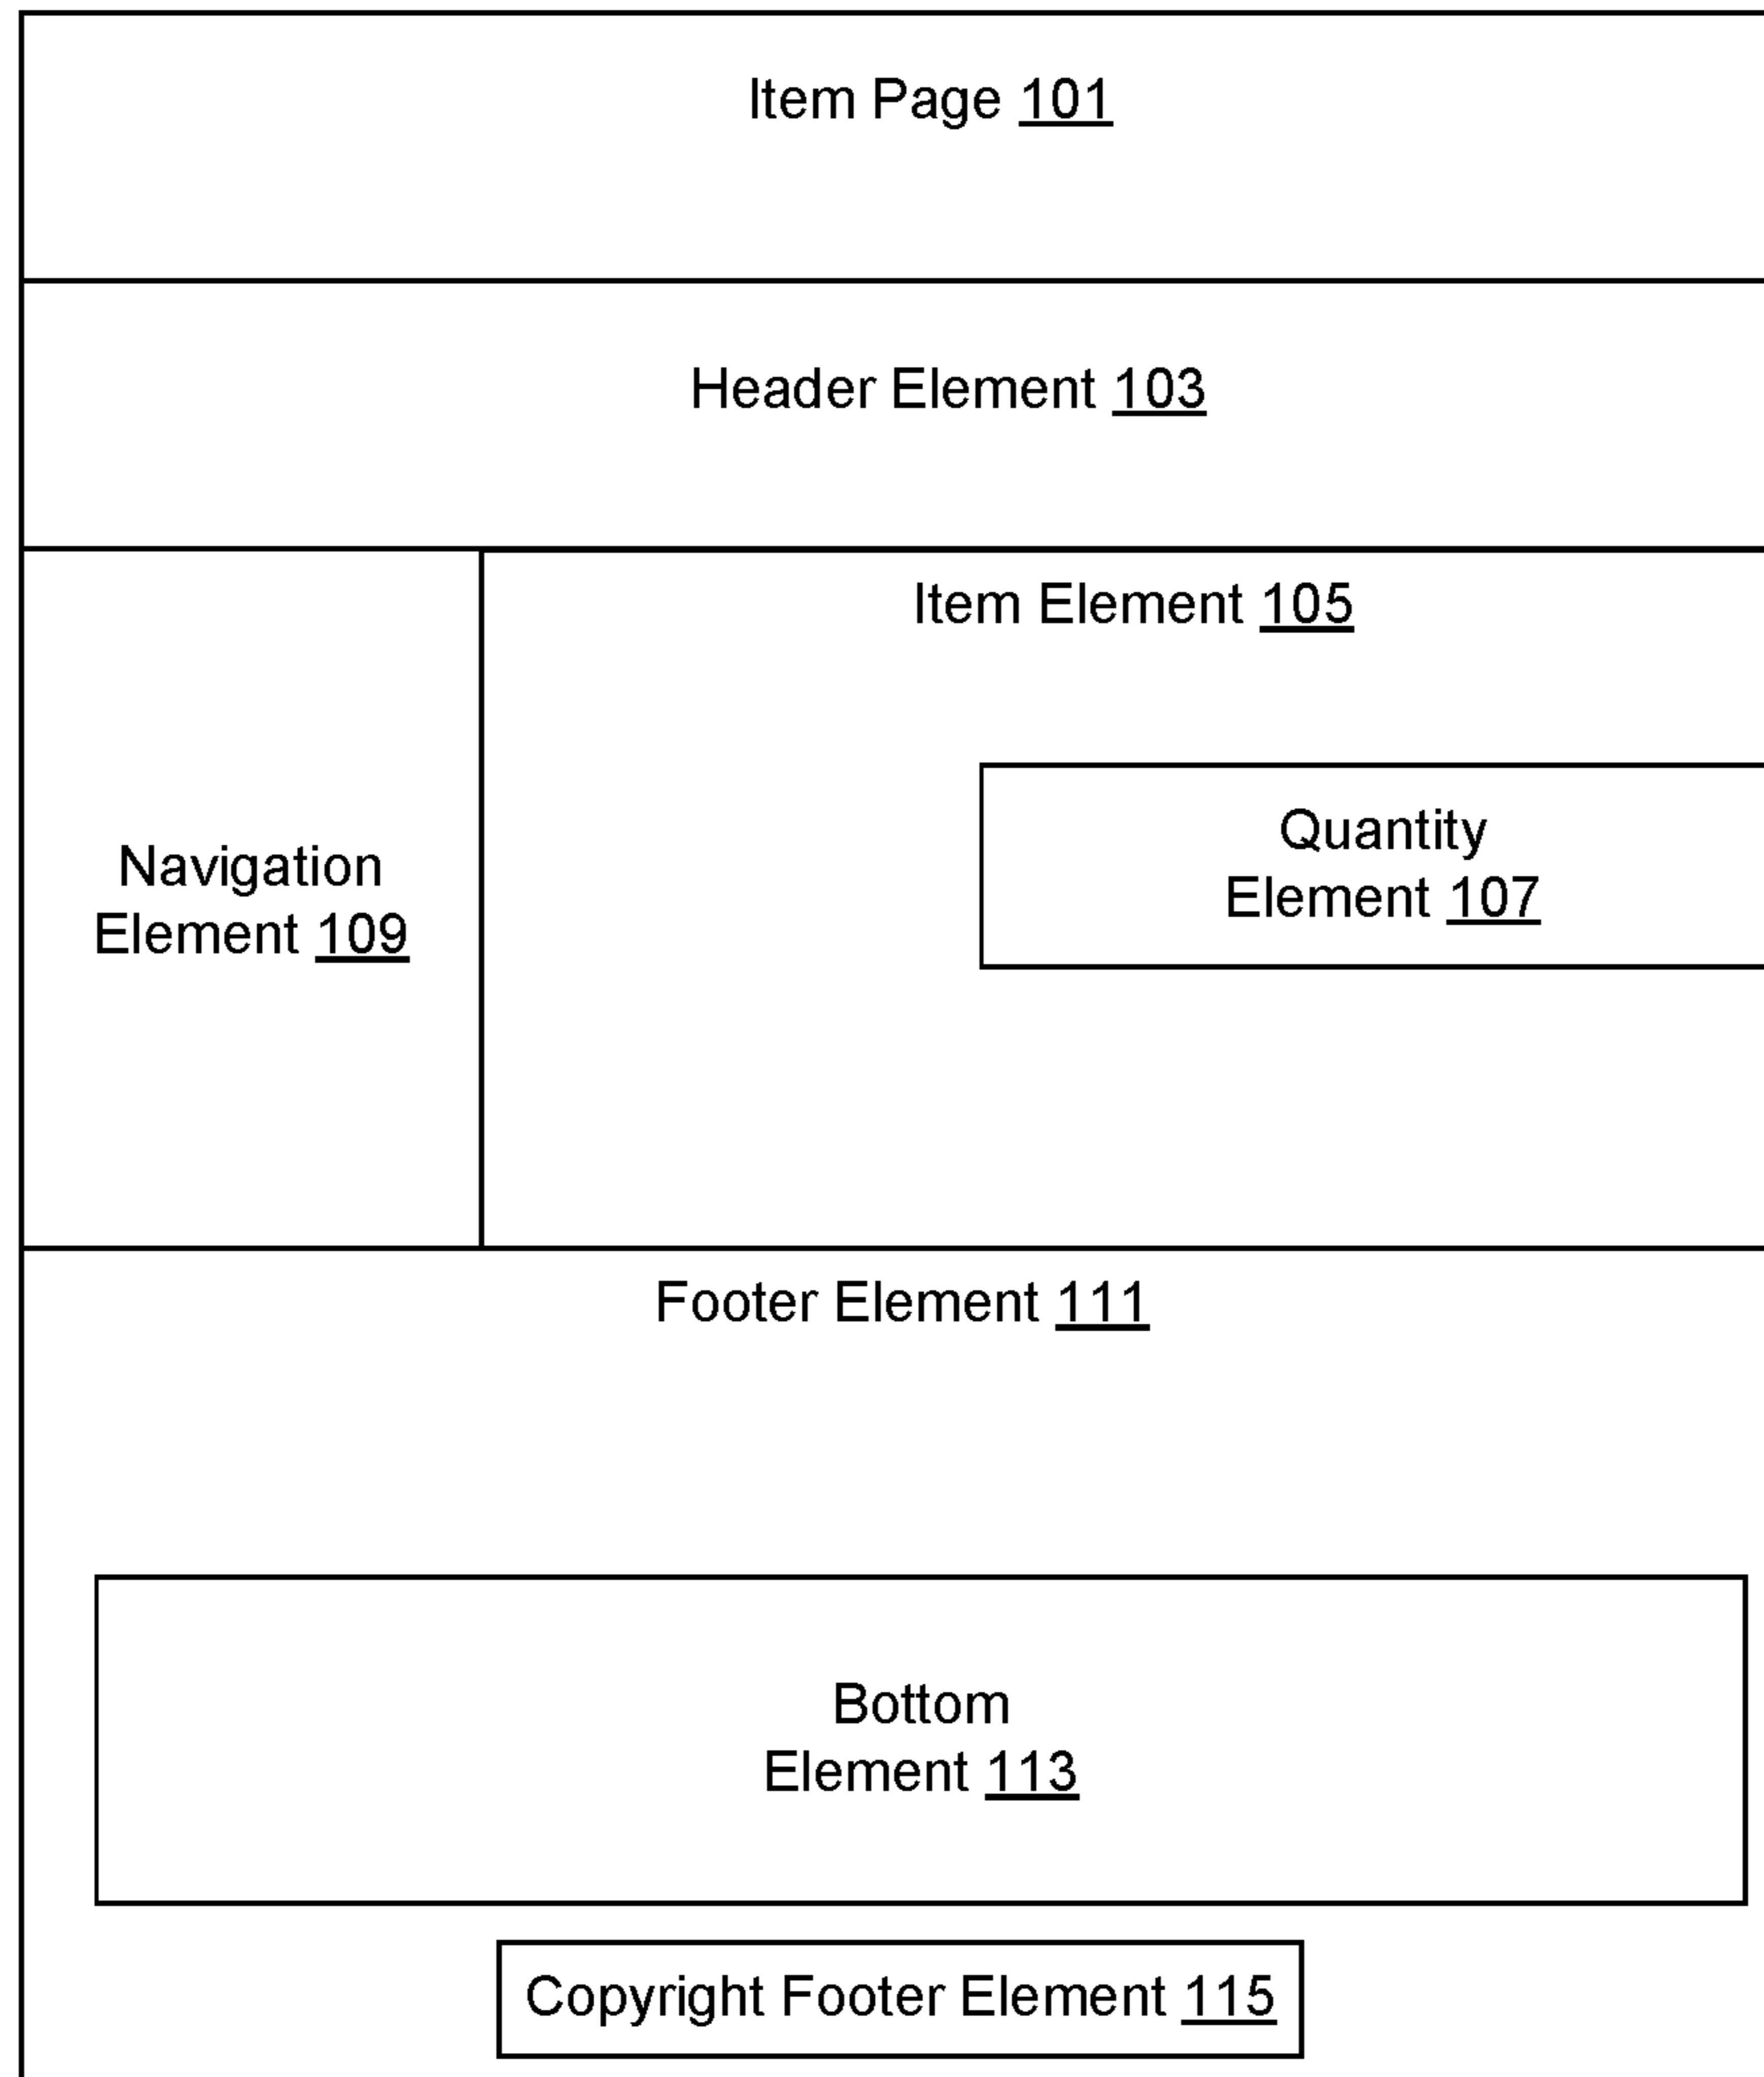 Item Page 101
Header Element 103
Item Element 105
Quantity
Element 107
Navigation
Element 109
Footer Element 111
Bottom
Element 113
Copyright Footer Element 115